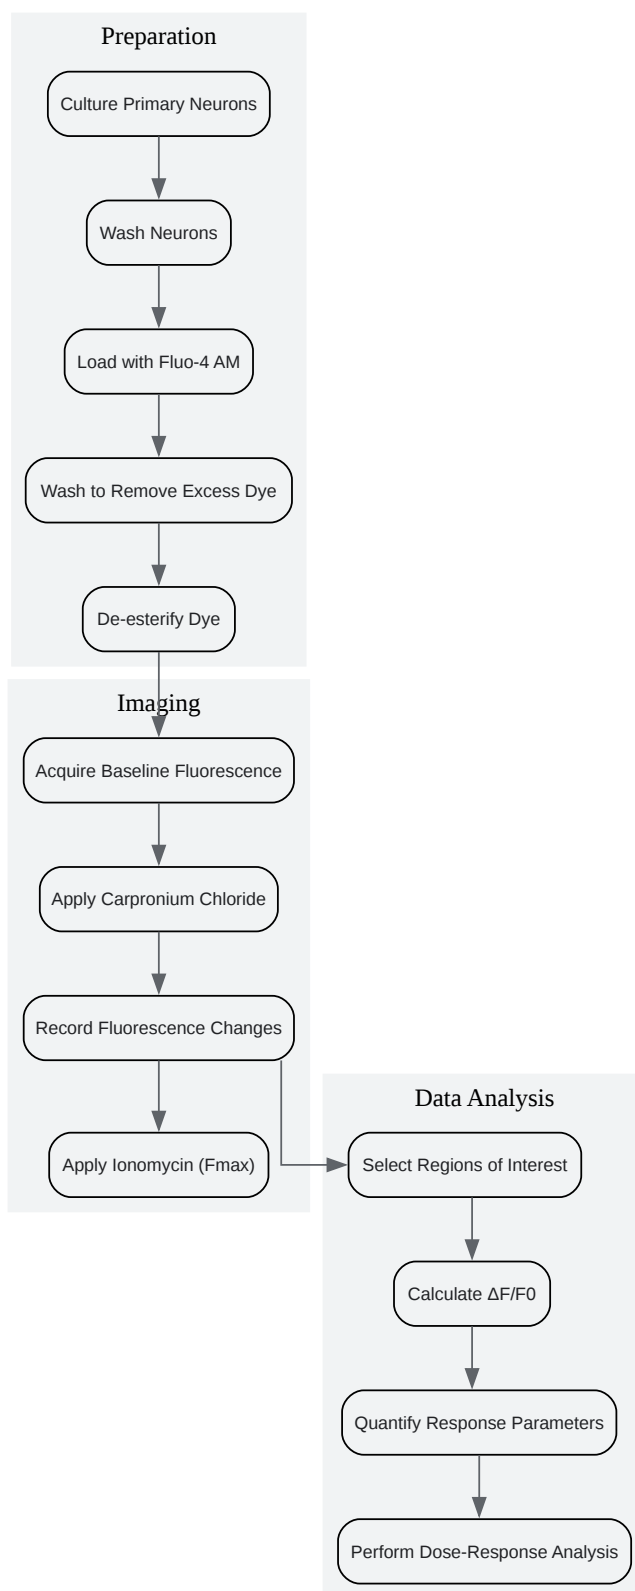 Preparation
Culture Primary Neurons
Wash Neurons
Load with Fluo-4 AM
Wash to Remove Excess Dye
De-esterify Dye
Imaging
Acquire Baseline Fluorescence
Apply Carpronium Chloride
Record Fluorescence Changes
Apply Ionomycin (Fmax)
Data Analysis
Select Regions of Interest
Calculate ΔF/F0
Quantify Response Parameters
Perform Dose-Response Analysis